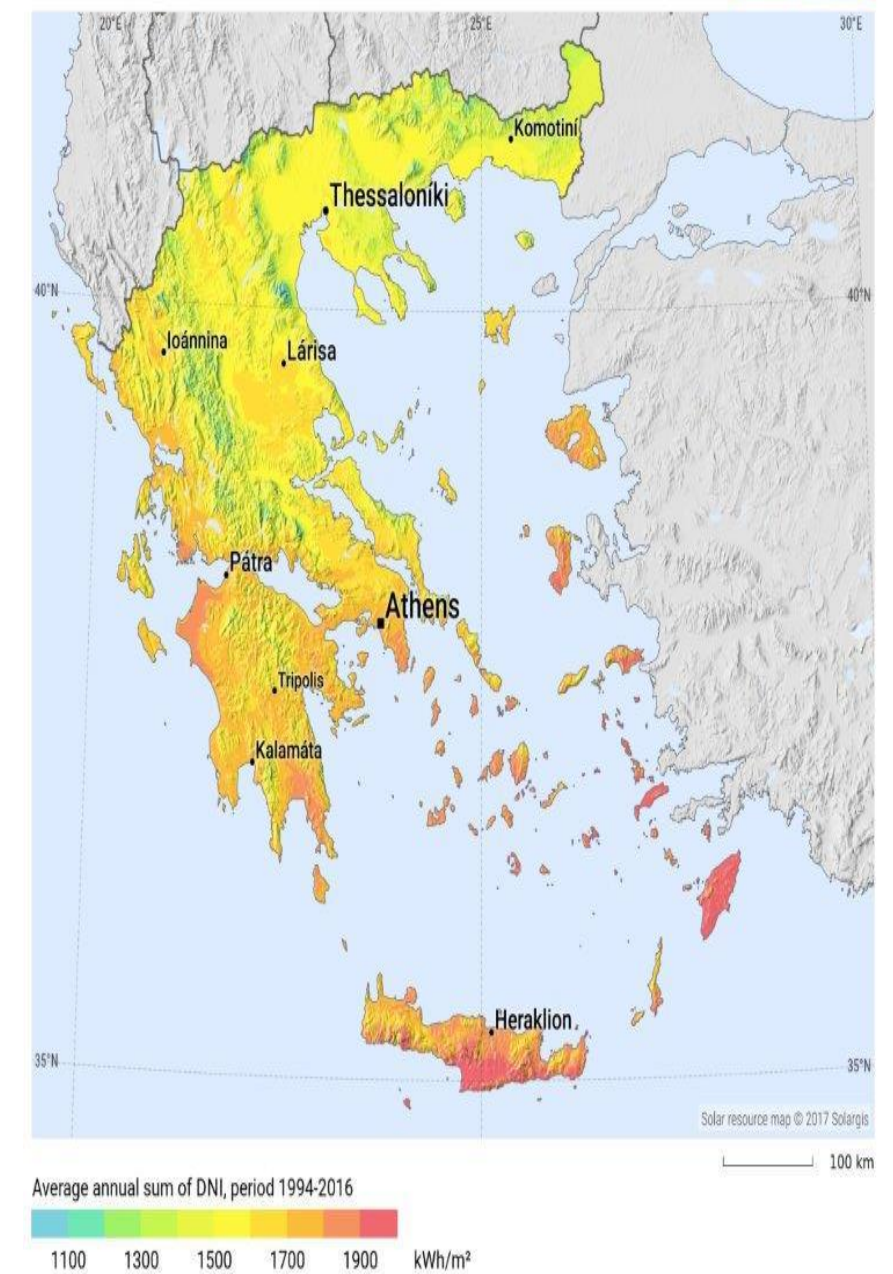 20°E 25°E 30°E
Komotiní
Thessaloníki
40°N 40°N
Ioánnina
Lárisa
Pátra
Athens
Tripolis
Kalamáta
Heraklion
35°N 35°N
Solar resource map © 2017 Solargis
100 km
Average annual sum of DNI, period 1994-2016
1100 1300 1500 1700 1900 kWh/m²